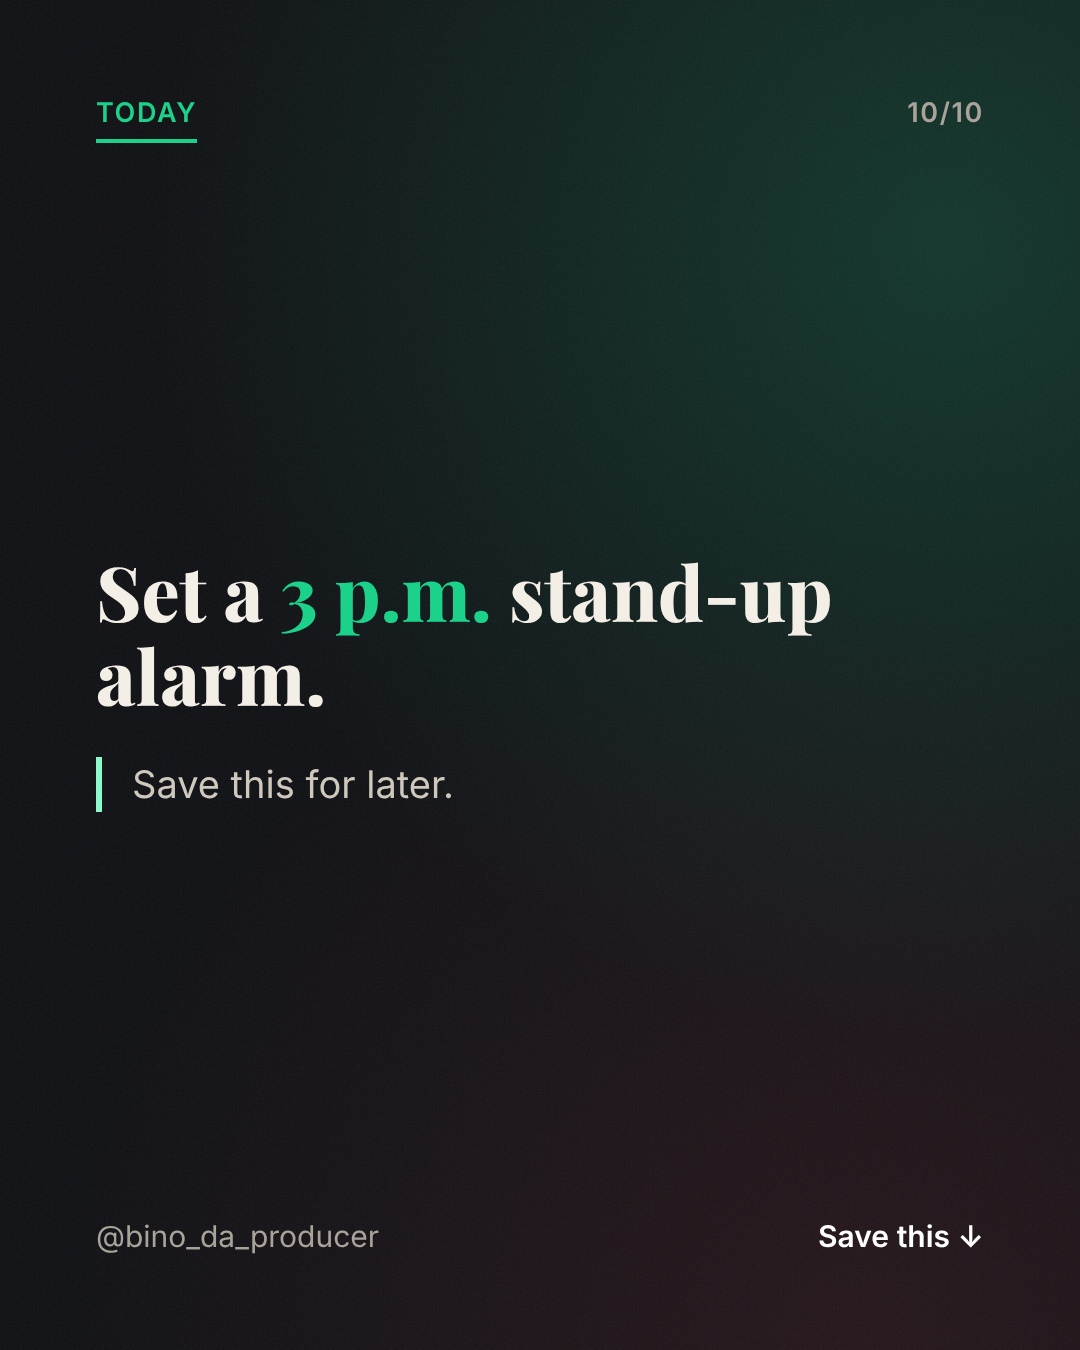 TODAY
10/10
Set a 3 p.m. stand-up
alarm.
Save this for later.
@bino_da_producer
Save this ↓